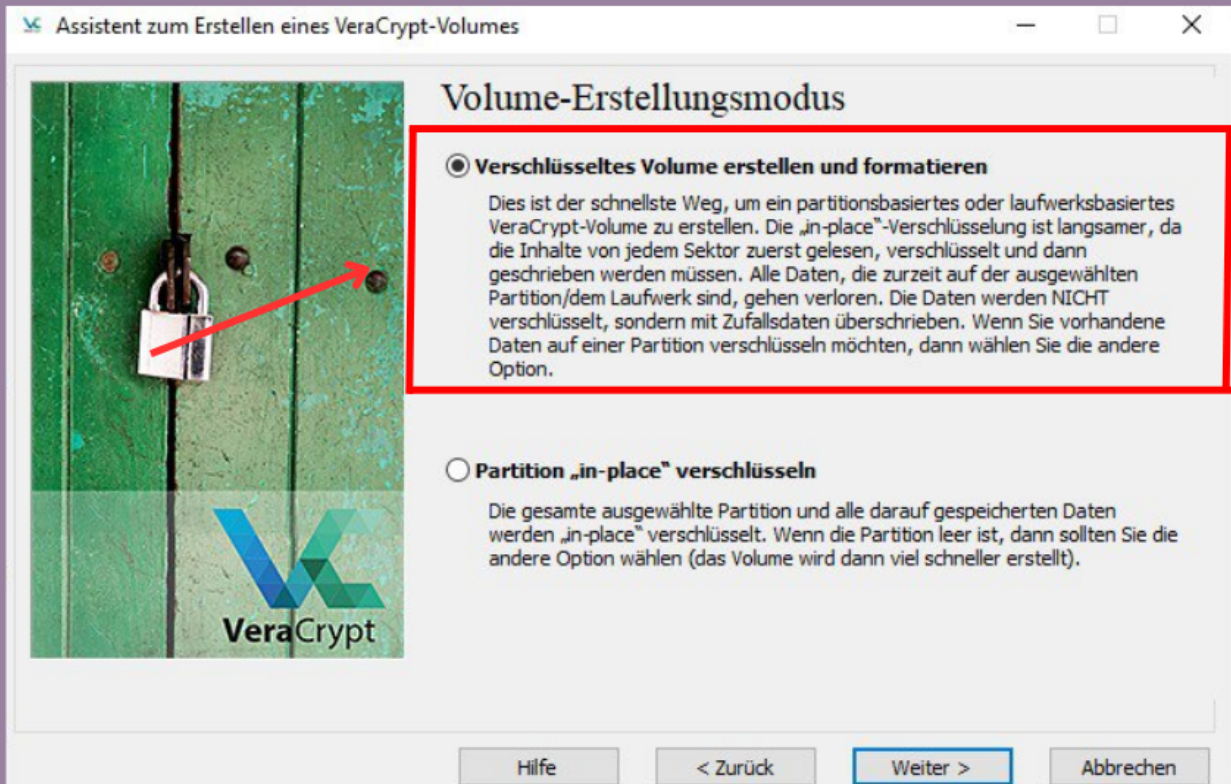 Assistent zum Erstellen eines VeraCrypt-Volumes
Volume-Erstellungsmodus
Verschlüsseltes Volume erstellen und formatieren
Dies ist der schnellste Weg, um ein partitionsbasiertes oder laufwerksbasiertes
VeraCrypt-Volume zu erstellen. Die „in-place“-Verschlüsselung ist langsamer, da
die Inhalte von jedem Sektor zuerst gelesen, verschlüsselt und dann
geschrieben werden müssen. Alle Daten, die zurzeit auf der ausgewählten
Partition/dem Laufwerk sind, gehen verloren. Die Daten werden NICHT
verschlüsselt, sondern mit Zufallsdaten überschrieben. Wenn Sie vorhandene
Daten auf einer Partition verschlüsseln möchten, dann wählen Sie die andere
Option.
Partition „in-place“ verschlüsseln
Die gesamte ausgewählte Partition und alle darauf gespeicherten Daten
werden „in-place“ verschlüsselt. Wenn die Partition leer ist, dann sollten Sie die
andere Option wählen (das Volume wird dann viel schneller erstellt).
VeraCrypt
Hilfe
< Zurück
Weiter >
Abbrechen